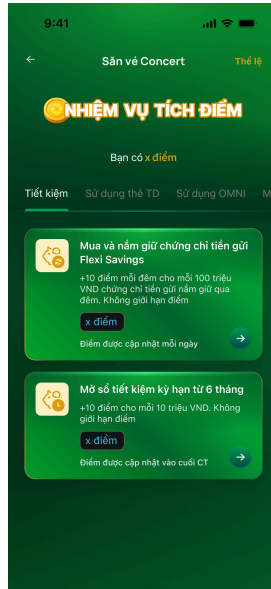 9:41
Săn vé Concert
Thể lệ
NHIỆM VỤ TÍCH ĐIỂM
Bạn có x điểm
Tiết kiệm
Sử dụng thẻ TD
Sử dụng OMNI
M
Mua và nắm giữ chứng chỉ tiền gửi
Flexi Savings
+10 điểm mỗi đêm cho mỗi 100 triệu
VND chứng chỉ tiền gửi nắm giữ qua
đêm. Không giới hạn điểm
x điểm
Điểm được cập nhật mỗi ngày
Mở sổ tiết kiệm kỳ hạn từ 6 tháng
+10 điểm cho mỗi 10 triệu VND. Không
giới hạn điểm
x điểm
Điểm được cập nhật vào cuối CT